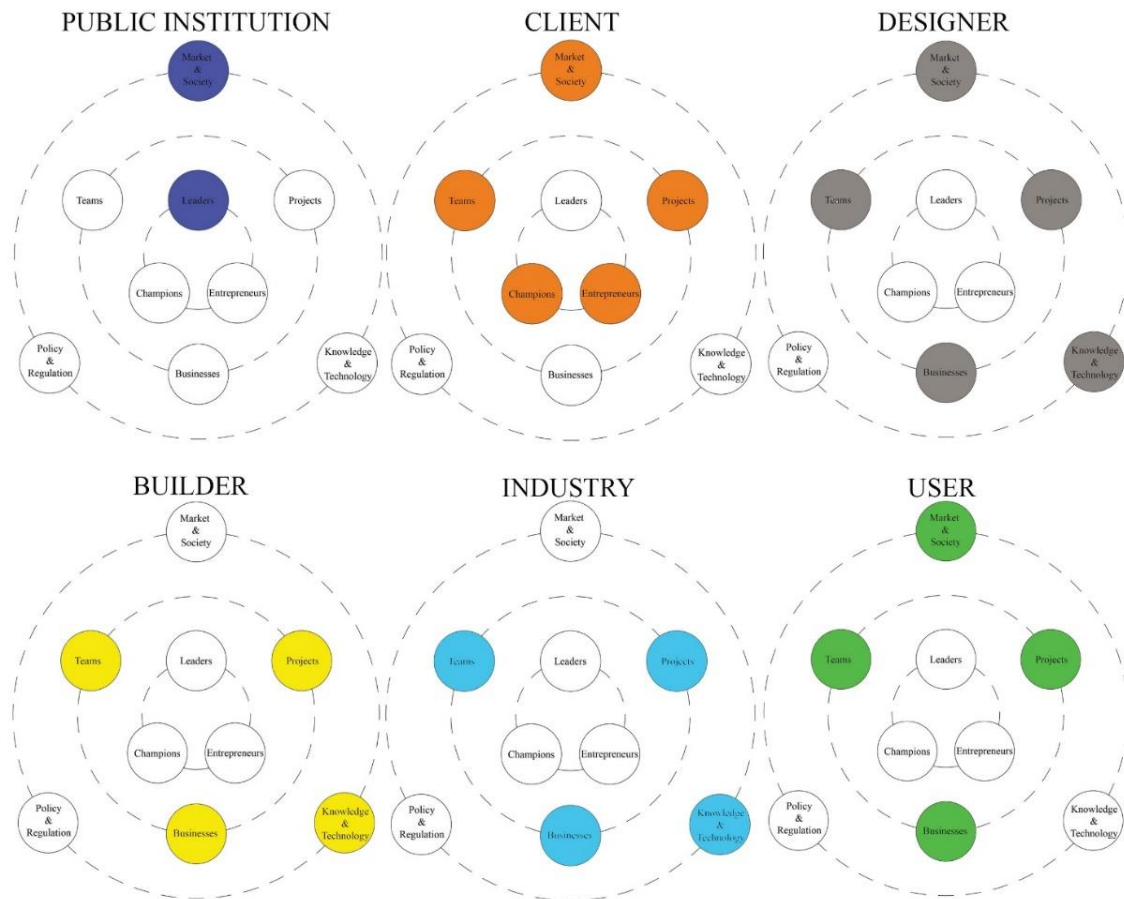 PUBLIC INSTITUTION
Market
&
Society
Teams
Leaders
Projects
Champions
Entrepreneurs
Policy
&
Regulation
Businesses
Knowledge
&
Technology
CLIENT
Market
&
Society
Teams
Leaders
Projects
Champions
Entrepreneurs
Policy
&
Regulation
Businesses
Knowledge
&
Technology
DESIGNER
Market
&
Society
Teams
Leaders
Projects
Champions
Entrepreneurs
Policy
&
Regulation
Businesses
Knowledge
&
Technology
BUILDER
Market
&
Society
Teams
Leaders
Projects
Champions
Entrepreneurs
Policy
&
Regulation
Businesses
Knowledge
&
Technology
INDUSTRY
Market
&
Society
Teams
Leaders
Projects
Champions
Entrepreneurs
Policy
&
Regulation
Businesses
Knowledge
&
Technology
USER
Market
&
Society
Teams
Leaders
Projects
Champions
Entrepreneurs
Policy
&
Regulation
Businesses
Knowledge
&
Technology